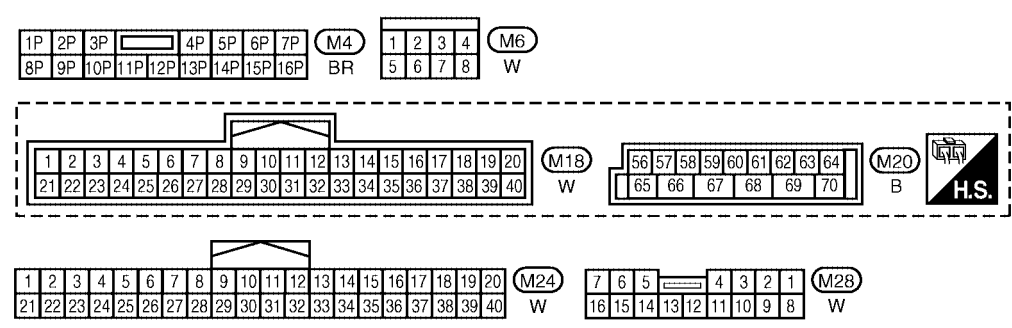 1P 2P 3P 4P 5P 6P 7P M4
8P 9P 10P 11P 12P 13P 14P 15P 16P BR
1 2 3 4 M6
5 6 7 8 W
1 2 3 4 5 6 7 8 9 10 11 12 13 14 15 16 17 18 19 20 M18
21 22 23 24 25 26 27 28 29 30 31 32 33 34 35 36 37 38 39 40 W
56 57 58 59 60 61 62 63 64 M20
65 66 67 68 69 70 B
H.S.
1 2 3 4 5 6 7 8 9 10 11 12 13 14 15 16 17 18 19 20 M24
21 22 23 24 25 26 27 28 29 30 31 32 33 34 35 36 37 38 39 40 W
7 6 5 4 3 2 1 M28
16 15 14 13 12 11 10 9 8 W